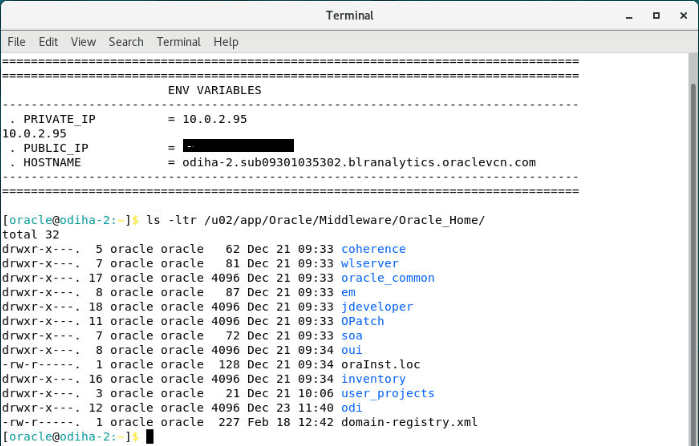 Terminal
File Edit View Search Terminal Help
================================================================================
================================================================================
ENV VARIABLES
--------------------------------------------------------------------------------
. PRIVATE_IP = 10.0.2.95
10.0.2.95
. PUBLIC_IP =
. HOSTNAME = odiha-2.sub09301035302.blranalytics.oraclevcn.com
--------------------------------------------------------------------------------
================================================================================
[oracle@odiha-2:~]$ ls -ltr /u02/app/Oracle/Middleware/Oracle_Home/
total 32
drwxr-x---. 5 oracle oracle 62 Dec 21 09:33 coherence
drwxr-x---. 7 oracle oracle 81 Dec 21 09:33 wlserver
drwxr-x---. 17 oracle oracle 4096 Dec 21 09:33 oracle_common
drwxr-x---. 8 oracle oracle 87 Dec 21 09:33 em
drwxr-x---. 18 oracle oracle 4096 Dec 21 09:33 jdeveloper
drwxr-x---. 11 oracle oracle 4096 Dec 21 09:33 OPatch
drwxr-x---. 7 oracle oracle 72 Dec 21 09:33 soa
drwxr-x---. 8 oracle oracle 4096 Dec 21 09:34 oui
-rw-r-----. 1 oracle oracle 128 Dec 21 09:34 oraInst.loc
drwxr-x---. 16 oracle oracle 4096 Dec 21 09:34 inventory
drwxr-x---. 3 oracle oracle 21 Dec 21 10:06 user_projects
drwxr-x---. 12 oracle oracle 4096 Dec 23 11:40 odi
-rw-r-----. 1 oracle oracle 227 Feb 18 12:42 domain-registry.xml
[oracle@odiha-2:~]$